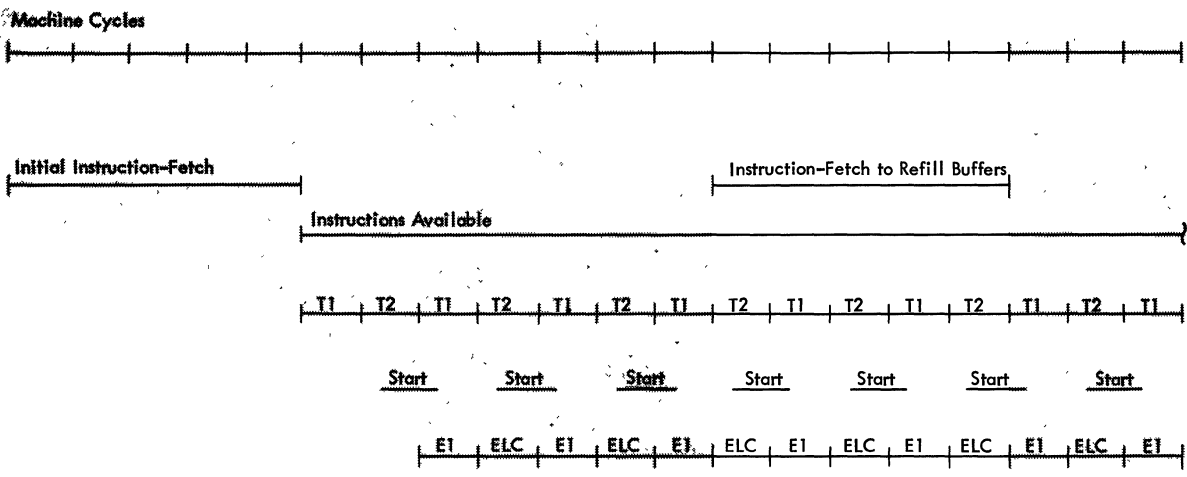 Machine Cycles
Initial Instruction-Fetch
Instruction-Fetch to Refill Buffers
Instructions Available
T1 T2 T1 T2 T1 T2 T1 T2 T1 T2 T1 T2 T1 T2 T1
Start Start Start Start Start Start Start
E1 ELC E1 ELC E1 ELC E1 ELC E1 ELC E1 ELC E1